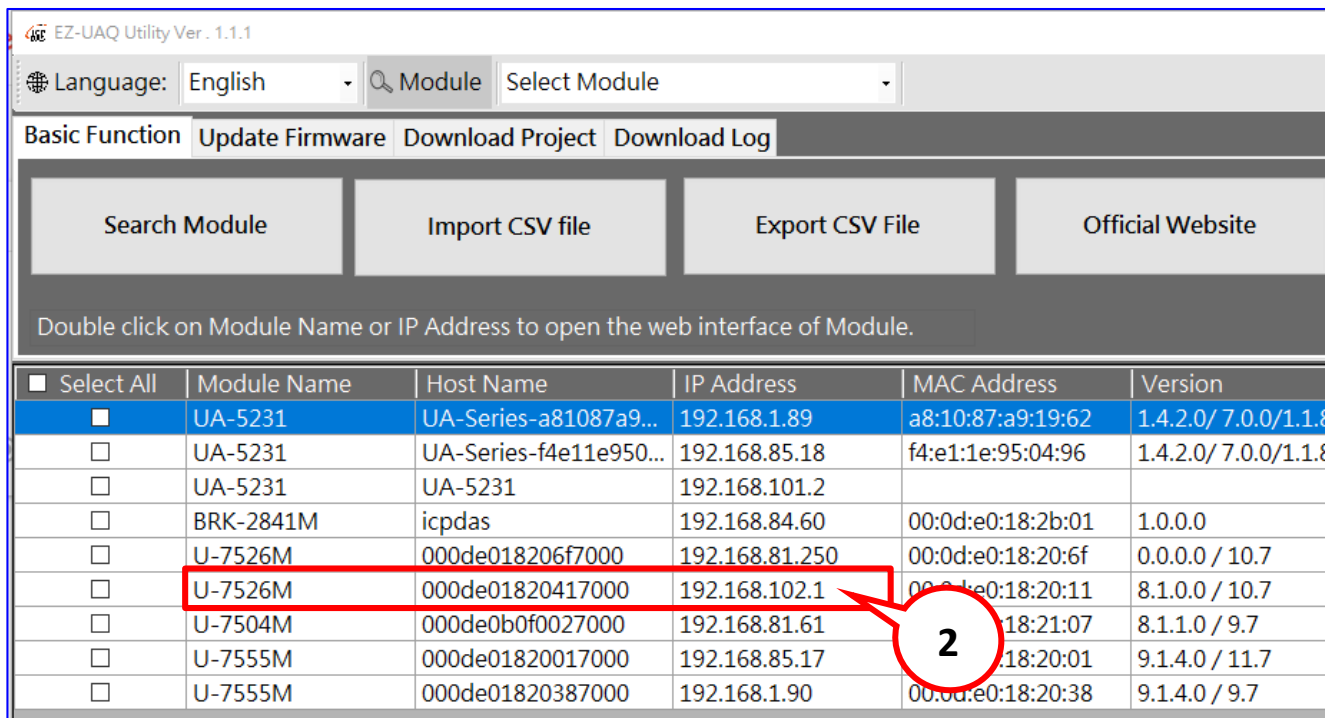 EZ-UAQ Utility Ver . 1.1.1
Language: English Module Select Module
Basic Function Update Firmware Download Project Download Log
Search Module Import CSV file Export CSV File Official Website
Double click on Module Name or IP Address to open the web interface of Module.
Select All Module Name Host Name IP Address MAC Address Version
UA-5231 UA-Series-a81087a9... 192.168.1.89 a8:10:87:a9:19:62 1.4.2.0/ 7.0.0/1.1.8
UA-5231 UA-Series-f4e11e950... 192.168.85.18 f4:e1:1e:95:04:96 1.4.2.0/ 7.0.0/1.1.8
UA-5231 UA-5231 192.168.101.2
BRK-2841M icpdas 192.168.84.60 00:0d:e0:18:2b:01 1.0.0.0
U-7526M 000de018206f7000 192.168.81.250 00:0d:e0:18:20:6f 0.0.0.0 / 10.7
U-7526M 000de01820417000 192.168.102.1 :e0:18:20:11 8.1.0.0 / 10.7
U-7504M 000de0b0f0027000 192.168.81.61 2 :18:21:07 8.1.1.0 / 9.7
U-7555M 000de01820017000 192.168.85.17 :18:20:01 9.1.4.0 / 11.7
U-7555M 000de01820387000 192.168.1.90 00:0d:e0:18:20:38 9.1.4.0 / 9.7